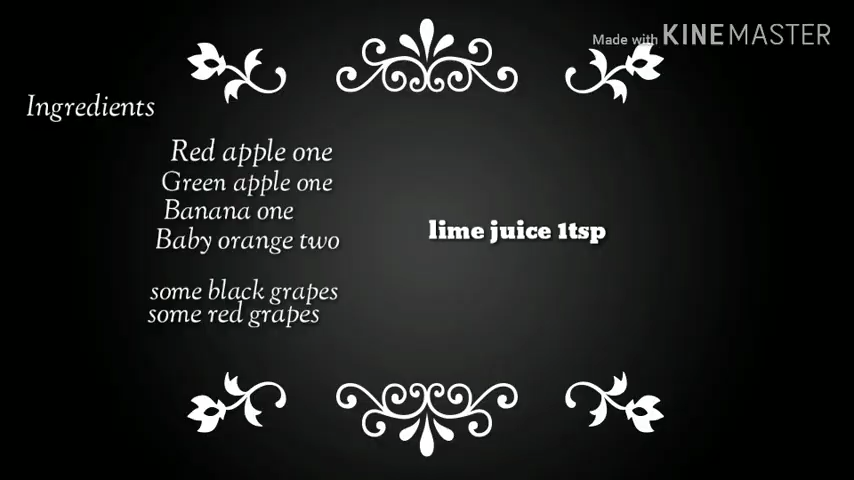 Made with KINEMASTER
Ingredients
Red apple one
Green apple one
Banana one
Baby orange two
lime juice 1tsp
some black grapes
some red grapes